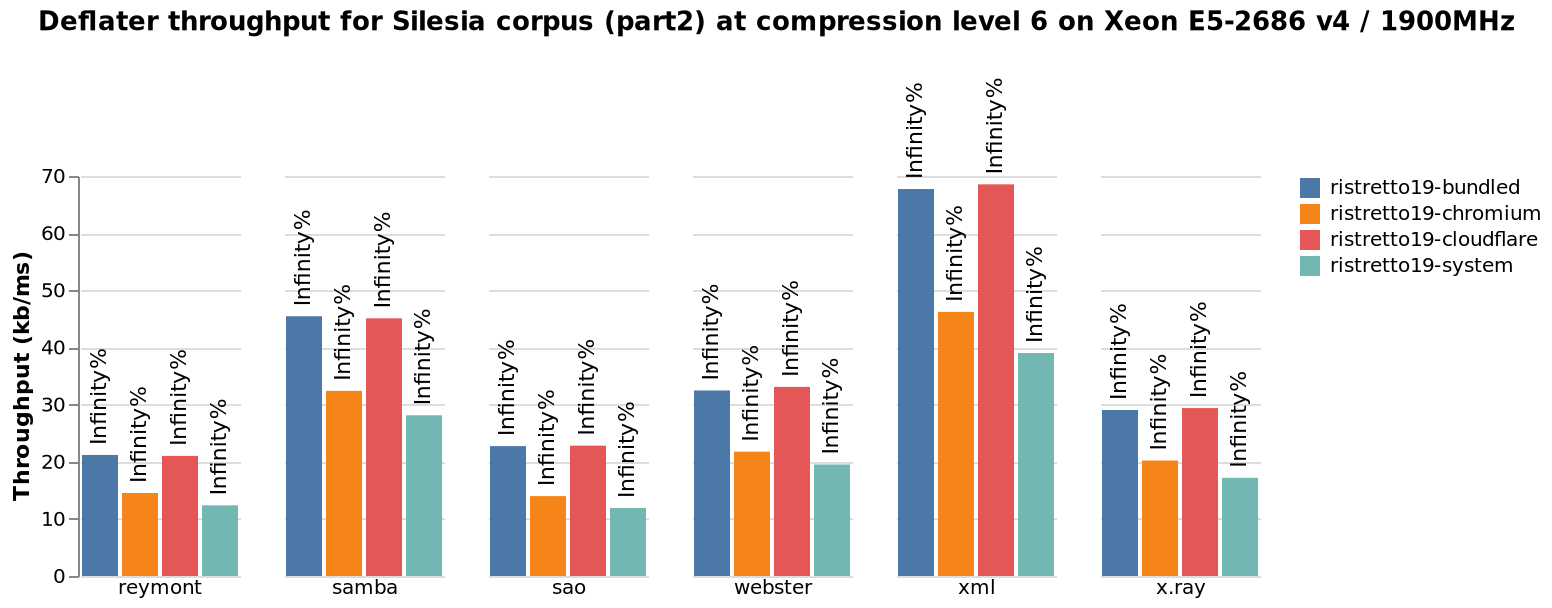 Deflater throughput for Silesia corpus (part2) at compression level 6 on Xeon E5-2686 v4 / 1900MHz
Throughput (kb/ms)
70
60
50
40
30
20
10
0
Infinity%
Infinity%
Infinity%
Infinity%
reymont
Infinity%
Infinity%
Infinity%
Infinity%
samba
Infinity%
Infinity%
Infinity%
Infinity%
sao
Infinity%
Infinity%
Infinity%
Infinity%
webster
Infinity%
Infinity%
Infinity%
Infinity%
xml
Infinity%
Infinity%
Infinity%
Infinity%
x.ray
ristretto19-bundled
ristretto19-chromium
ristretto19-cloudflare
ristretto19-system